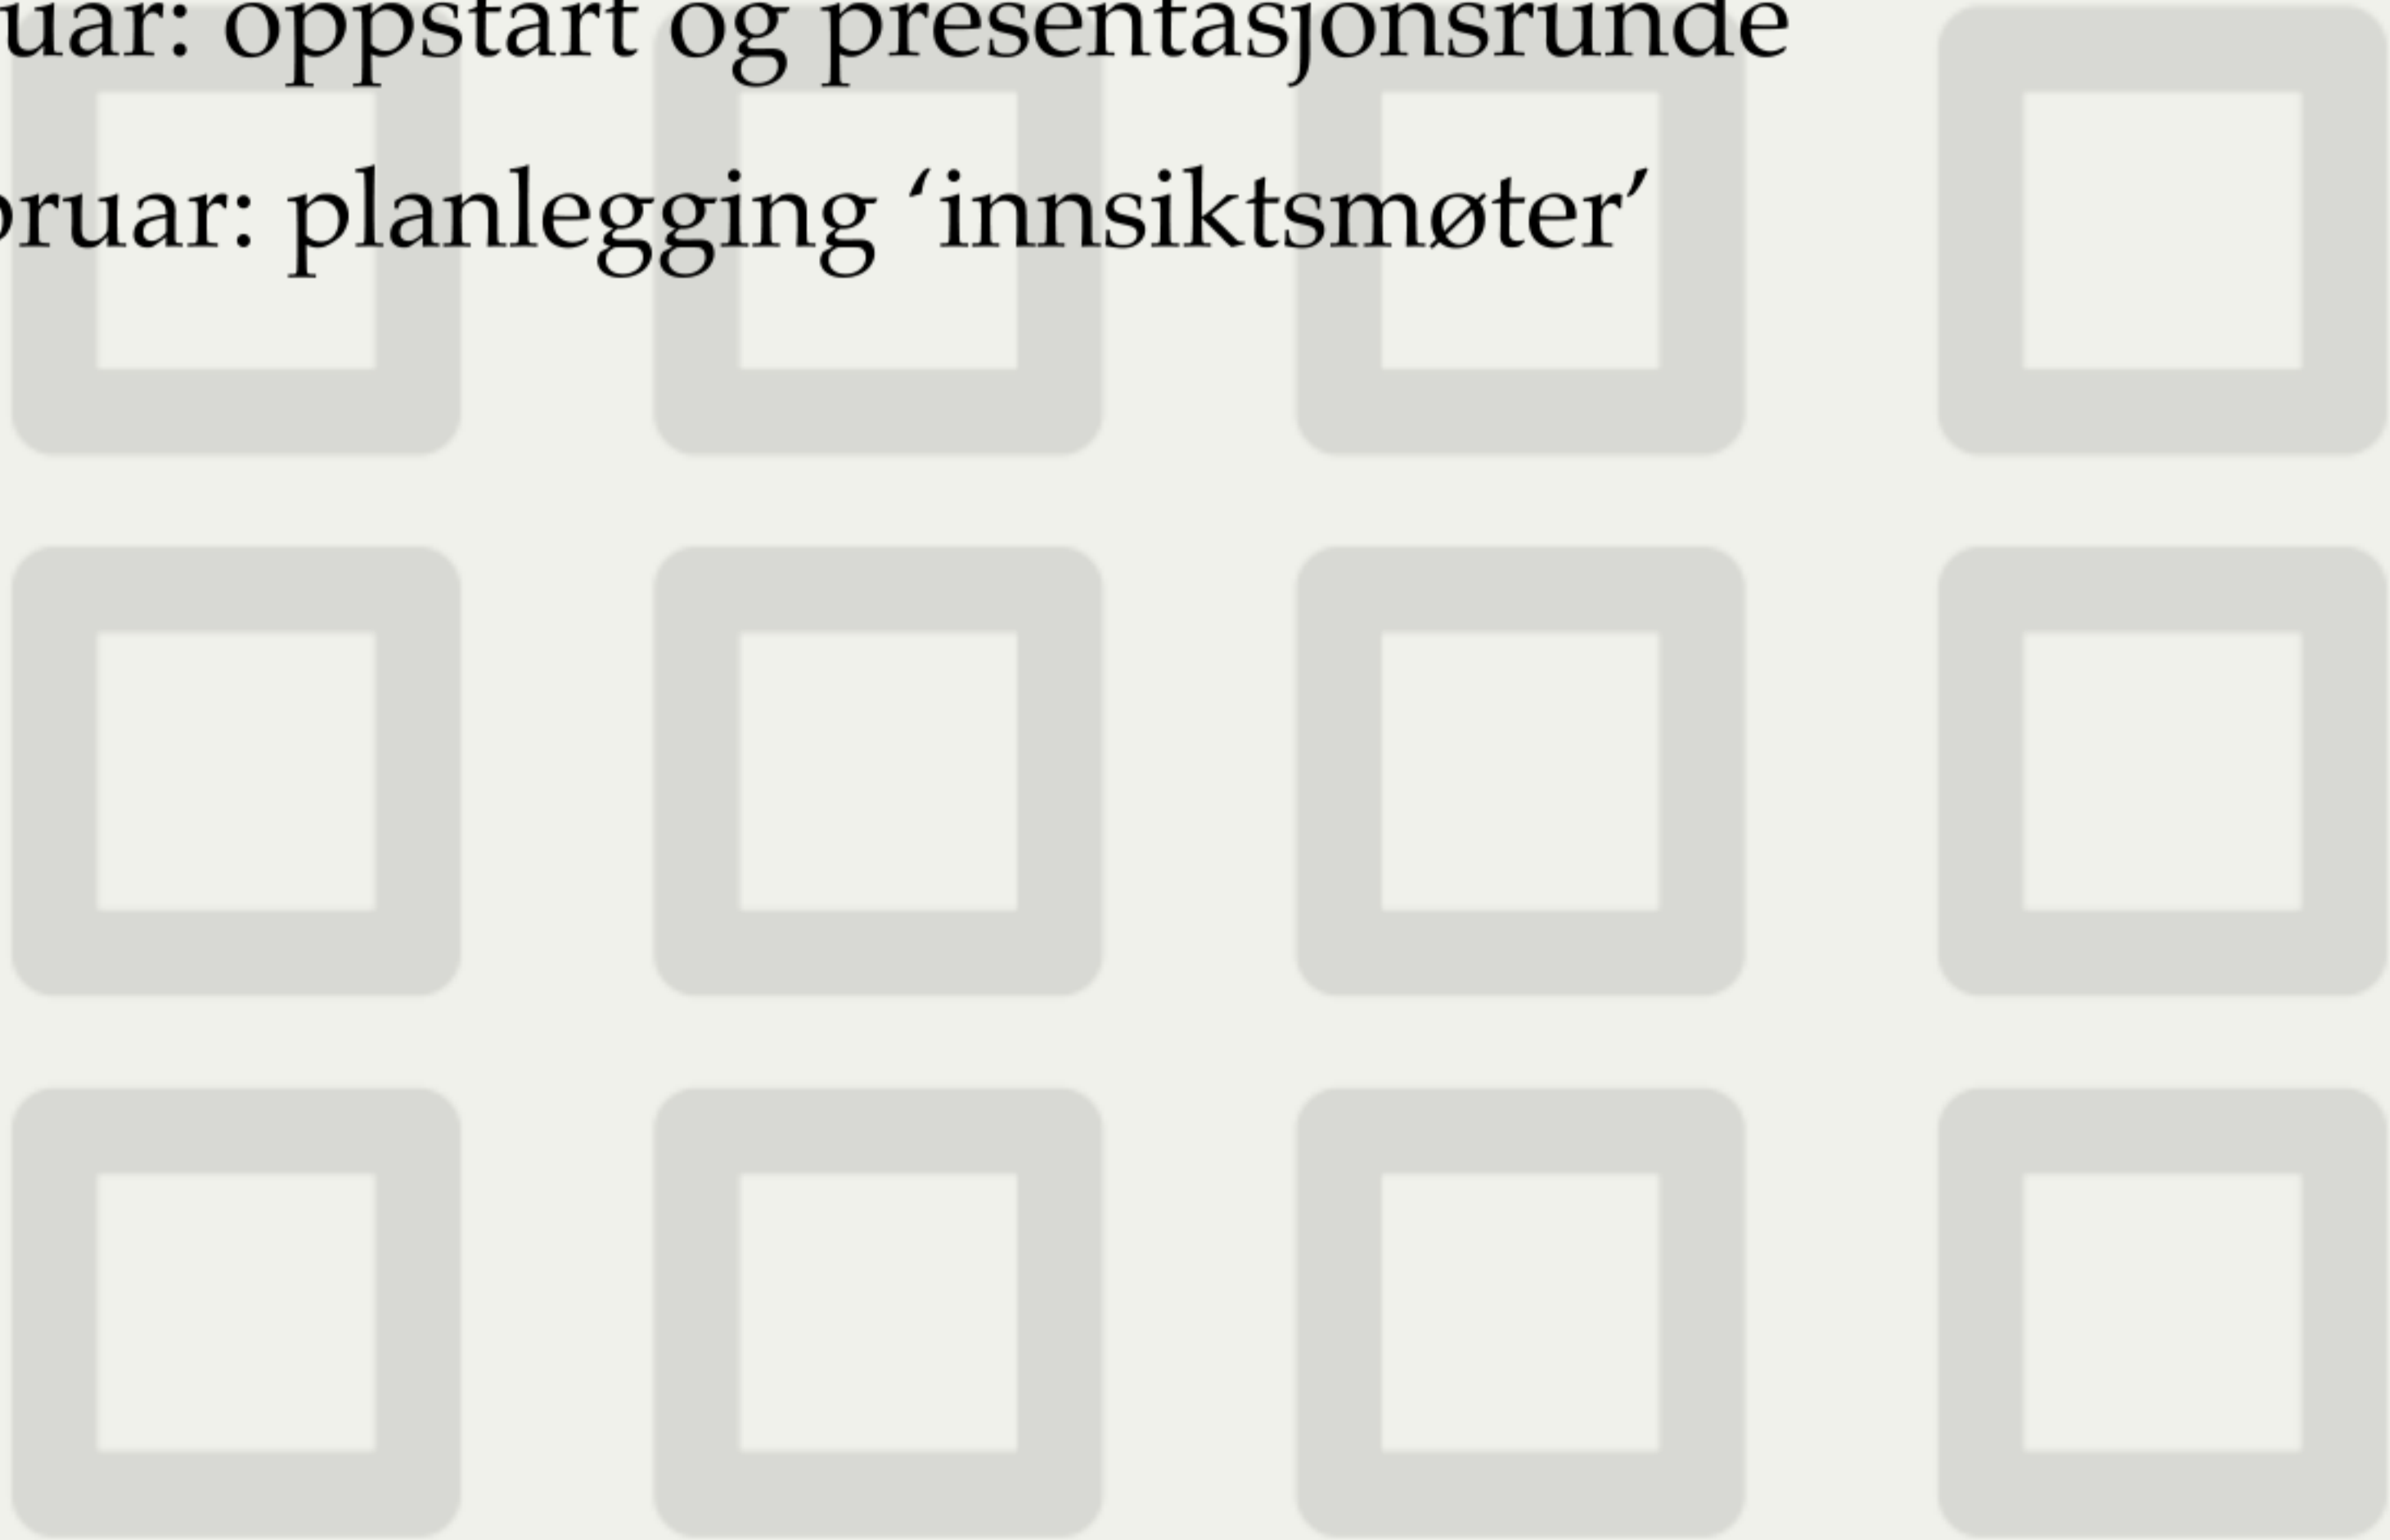 uar: oppstart og presentasjonsrunde
ruar: planlegging ‘innsiktsmøter’